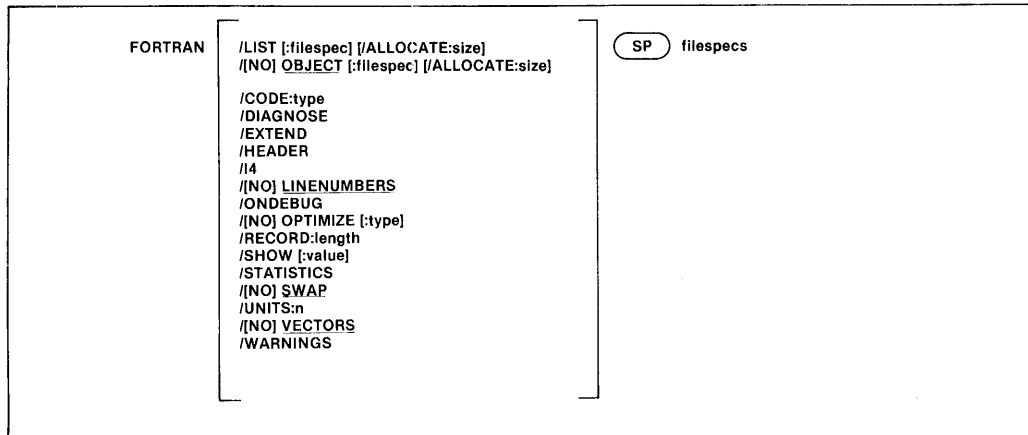 FORTRAN /LIST [:filespec] [/ALLOCATE:size] SP filespecs
/[NO] OBJECT [:filespec] [/ALLOCATE:size]
/CODE:type
/DIAGNOSE
/EXTEND
/HEADER
/I4
/[NO] LINENUMBERS
/ONDEBUG
/[NO] OPTIMIZE [:type]
/RECORD:length
/SHOW [:value]
/STATISTICS
/[NO] SWAP
/UNITS:n
/[NO] VECTORS
/WARNINGS